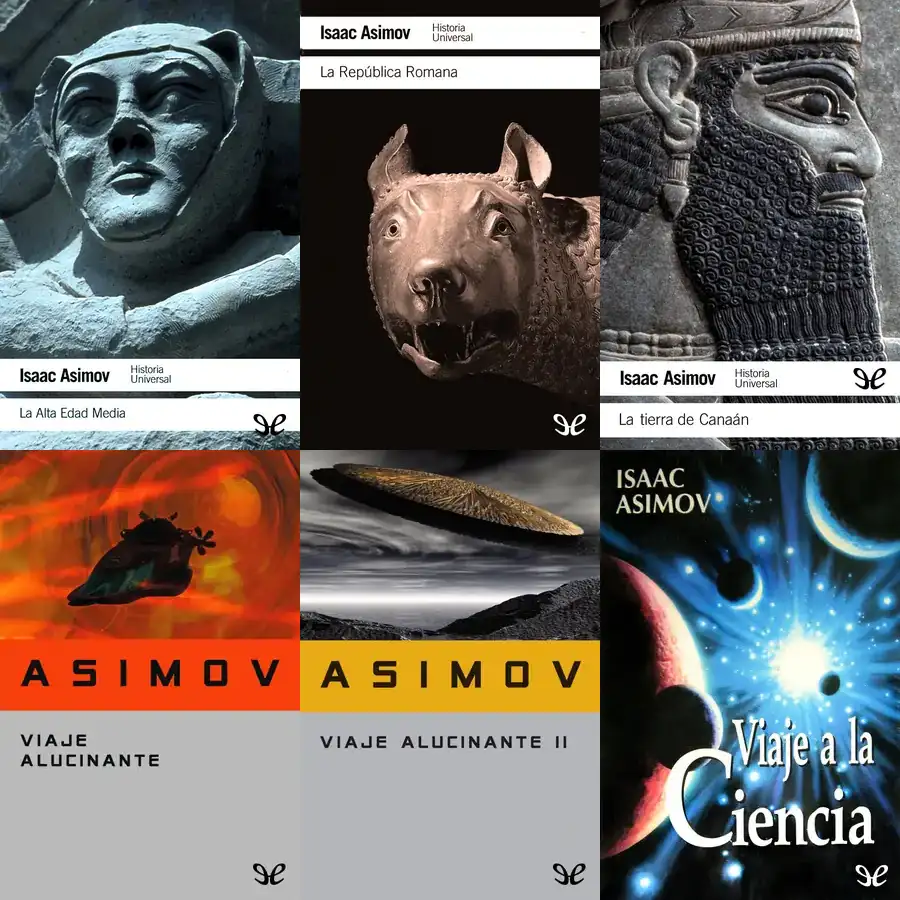 Isaac Asimov
Historia
Universal
La Alta Edad Media
Isaac Asimov
Historia
Universal
La República Romana
Isaac Asimov
Historia
Universal
La tierra de Canaán
ASIMOV
VIAJE
ALUCINANTE
ASIMOV
VIAJE ALUCINANTE II
ISAAC
ASIMOV
Viaje a la
Ciencia